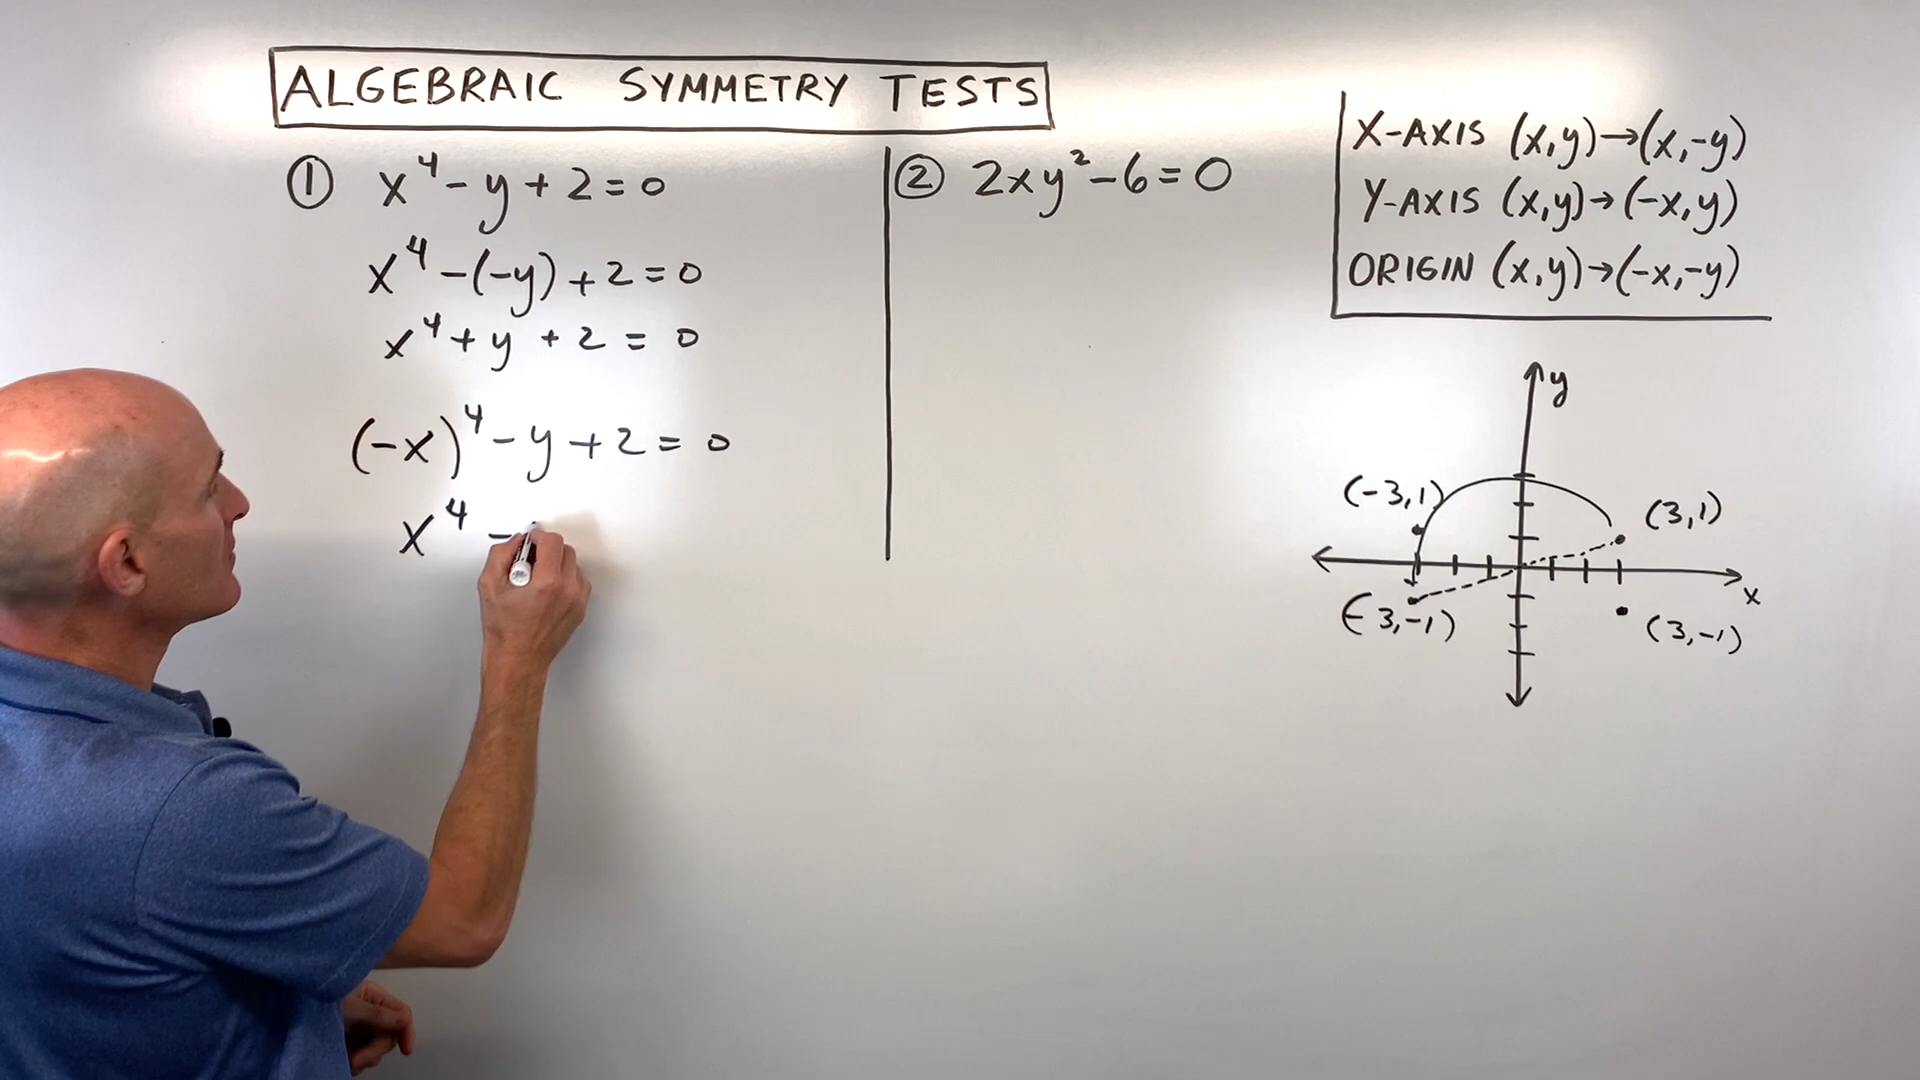 ALGEBRAIC SYMMETRY TESTS
① x⁴ - y + 2 = 0
x⁴ - (-y) + 2 = 0
x⁴ + y + 2 = 0
(-x)⁴ - y + 2 = 0
x⁴ -
② 2xy² - 6 = 0
X-AXIS (x,y)→(x,-y)
Y-AXIS (x,y)→(-x,y)
ORIGIN (x,y)→(-x,-y)
y
(-3,1)
(3,1)
x
(-3,-1)
(3,-1)